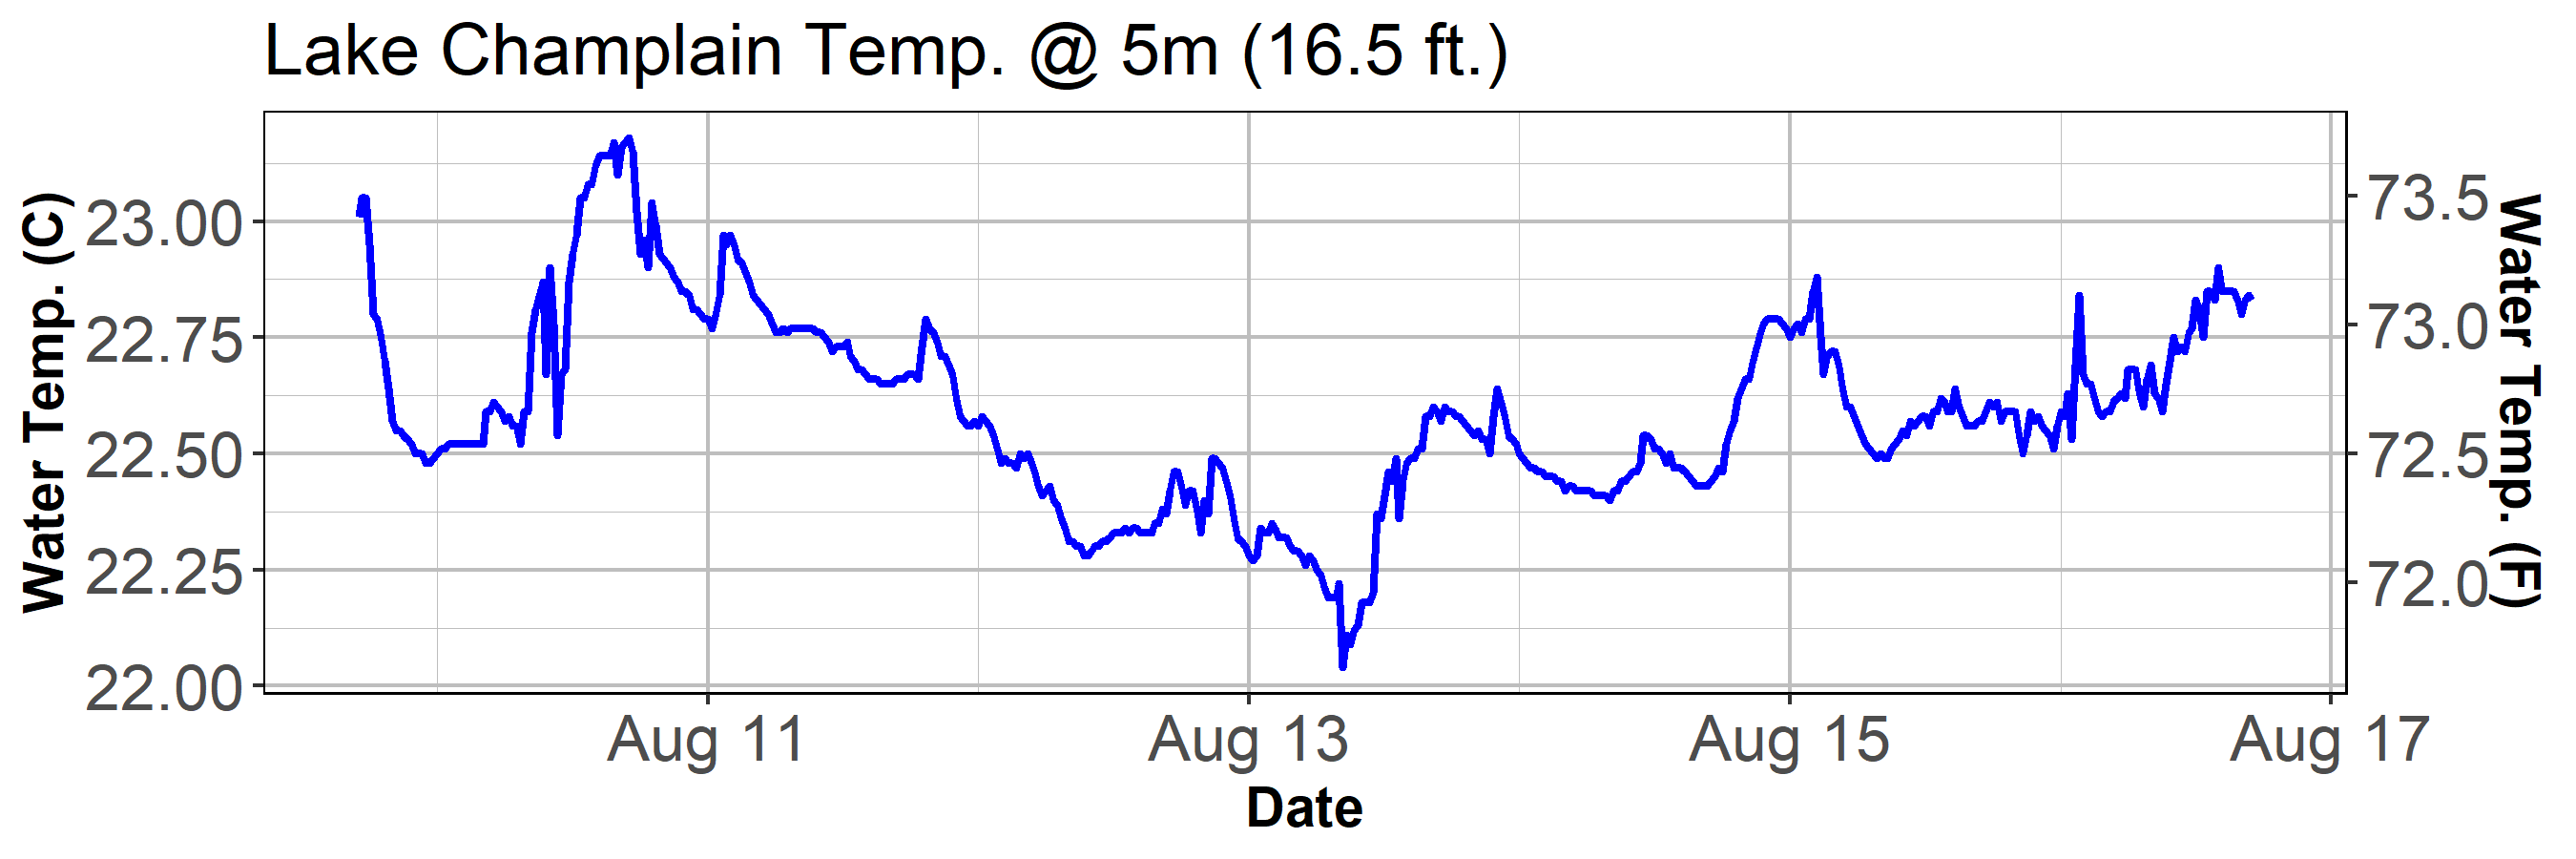 Lake Champlain Temp. @ 5m (16.5 ft.)
Water Temp. (C)
23.00
22.75
22.50
22.25
22.00
73.5
73.0
72.5
72.0
Water Temp. (F)
Aug 11 Aug 13 Aug 15 Aug 17
Date